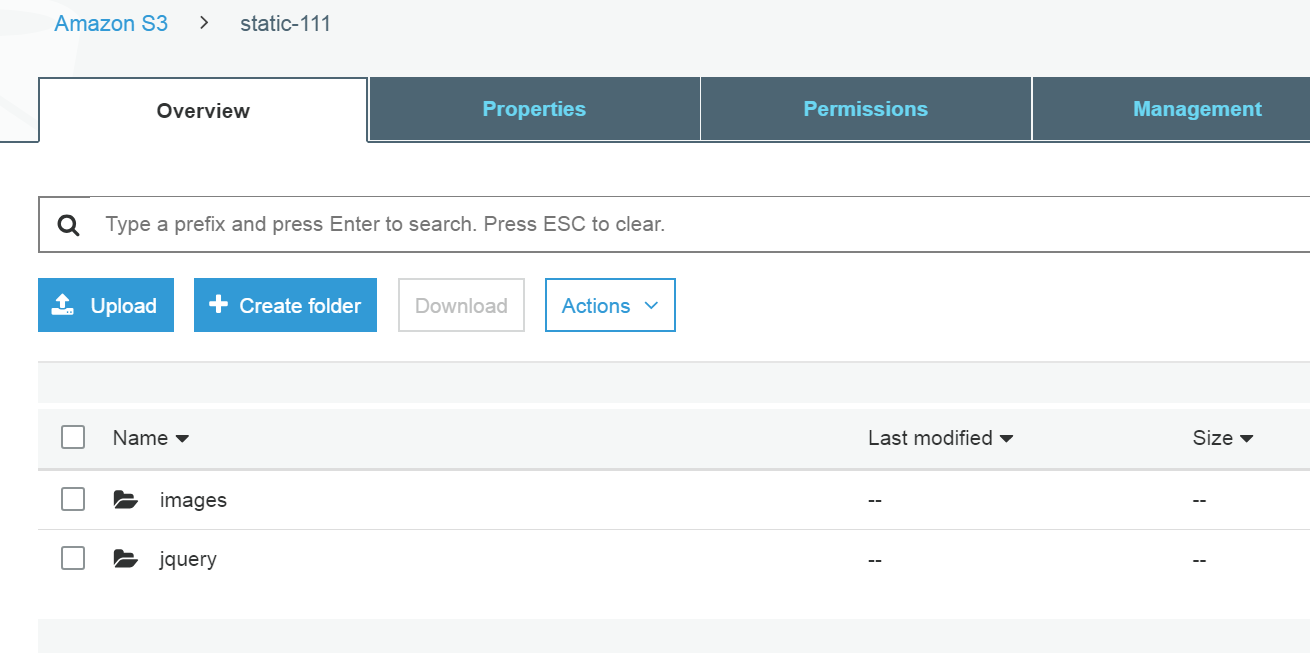 Amazon S3 > static-111
Overview Properties Permissions Management
Type a prefix and press Enter to search. Press ESC to clear.
Upload Create folder Download Actions
Name Last modified Size
images -- --
jquery -- --